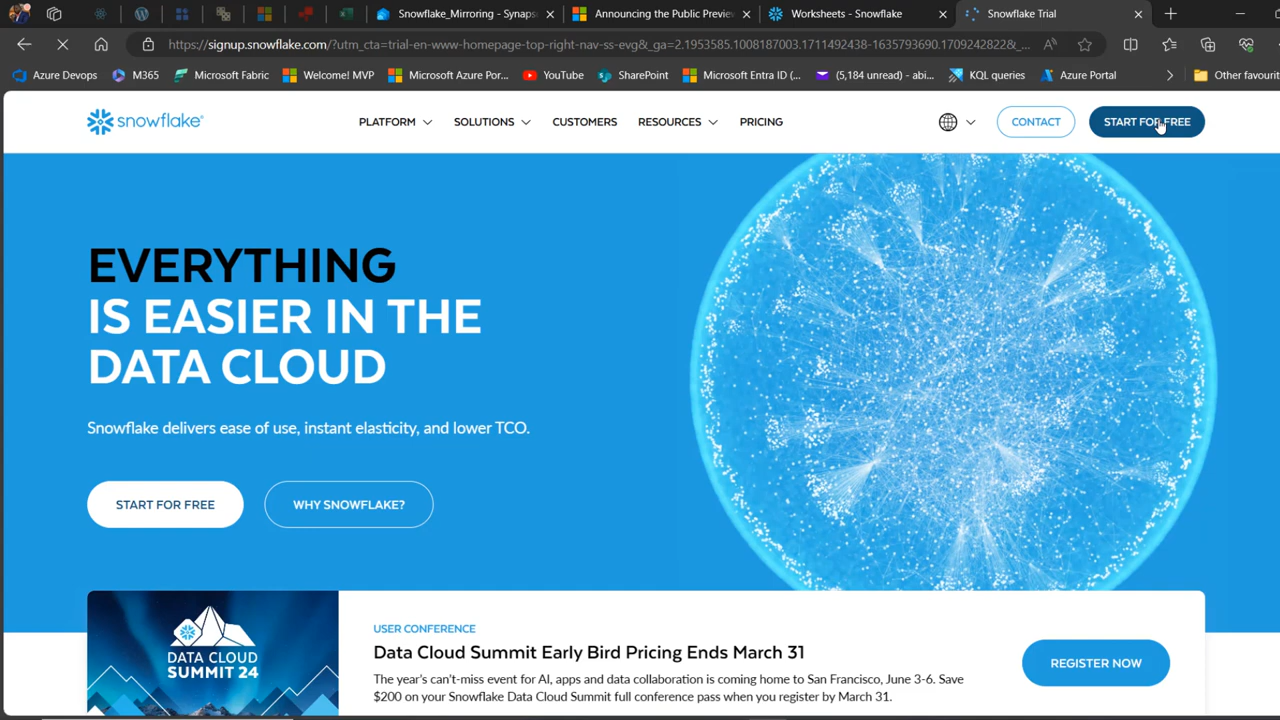 Snowflake_Mirroring - Synaps
Announcing the Public Preview
Worksheets - Snowflake
Snowflake Trial
https://signup.snowflake.com/?utm_cta=trial-en-www-homepage-top-right-nav-ss-evg&_ga=2.1953585.1008187003.1711492438-1635793690.1709242822&_...
Azure Devops
M365
Microsoft Fabric
Welcome! MVP
Microsoft Azure Por...
YouTube
SharePoint
Microsoft Entra ID (...
(5,184 unread) - abi...
KQL queries
Azure Portal
Other favourit
snowflake®
PLATFORM
SOLUTIONS
CUSTOMERS
RESOURCES
PRICING
CONTACT
START FOR FREE
EVERYTHING
IS EASIER IN THE
DATA CLOUD
Snowflake delivers ease of use, instant elasticity, and lower TCO.
START FOR FREE
WHY SNOWFLAKE?
DATA CLOUD
SUMMIT 24
USER CONFERENCE
Data Cloud Summit Early Bird Pricing Ends March 31
The year's can't-miss event for AI, apps and data collaboration is coming home to San Francisco, June 3-6. Save
$200 on your Snowflake Data Cloud Summit full conference pass when you register by March 31.
REGISTER NOW